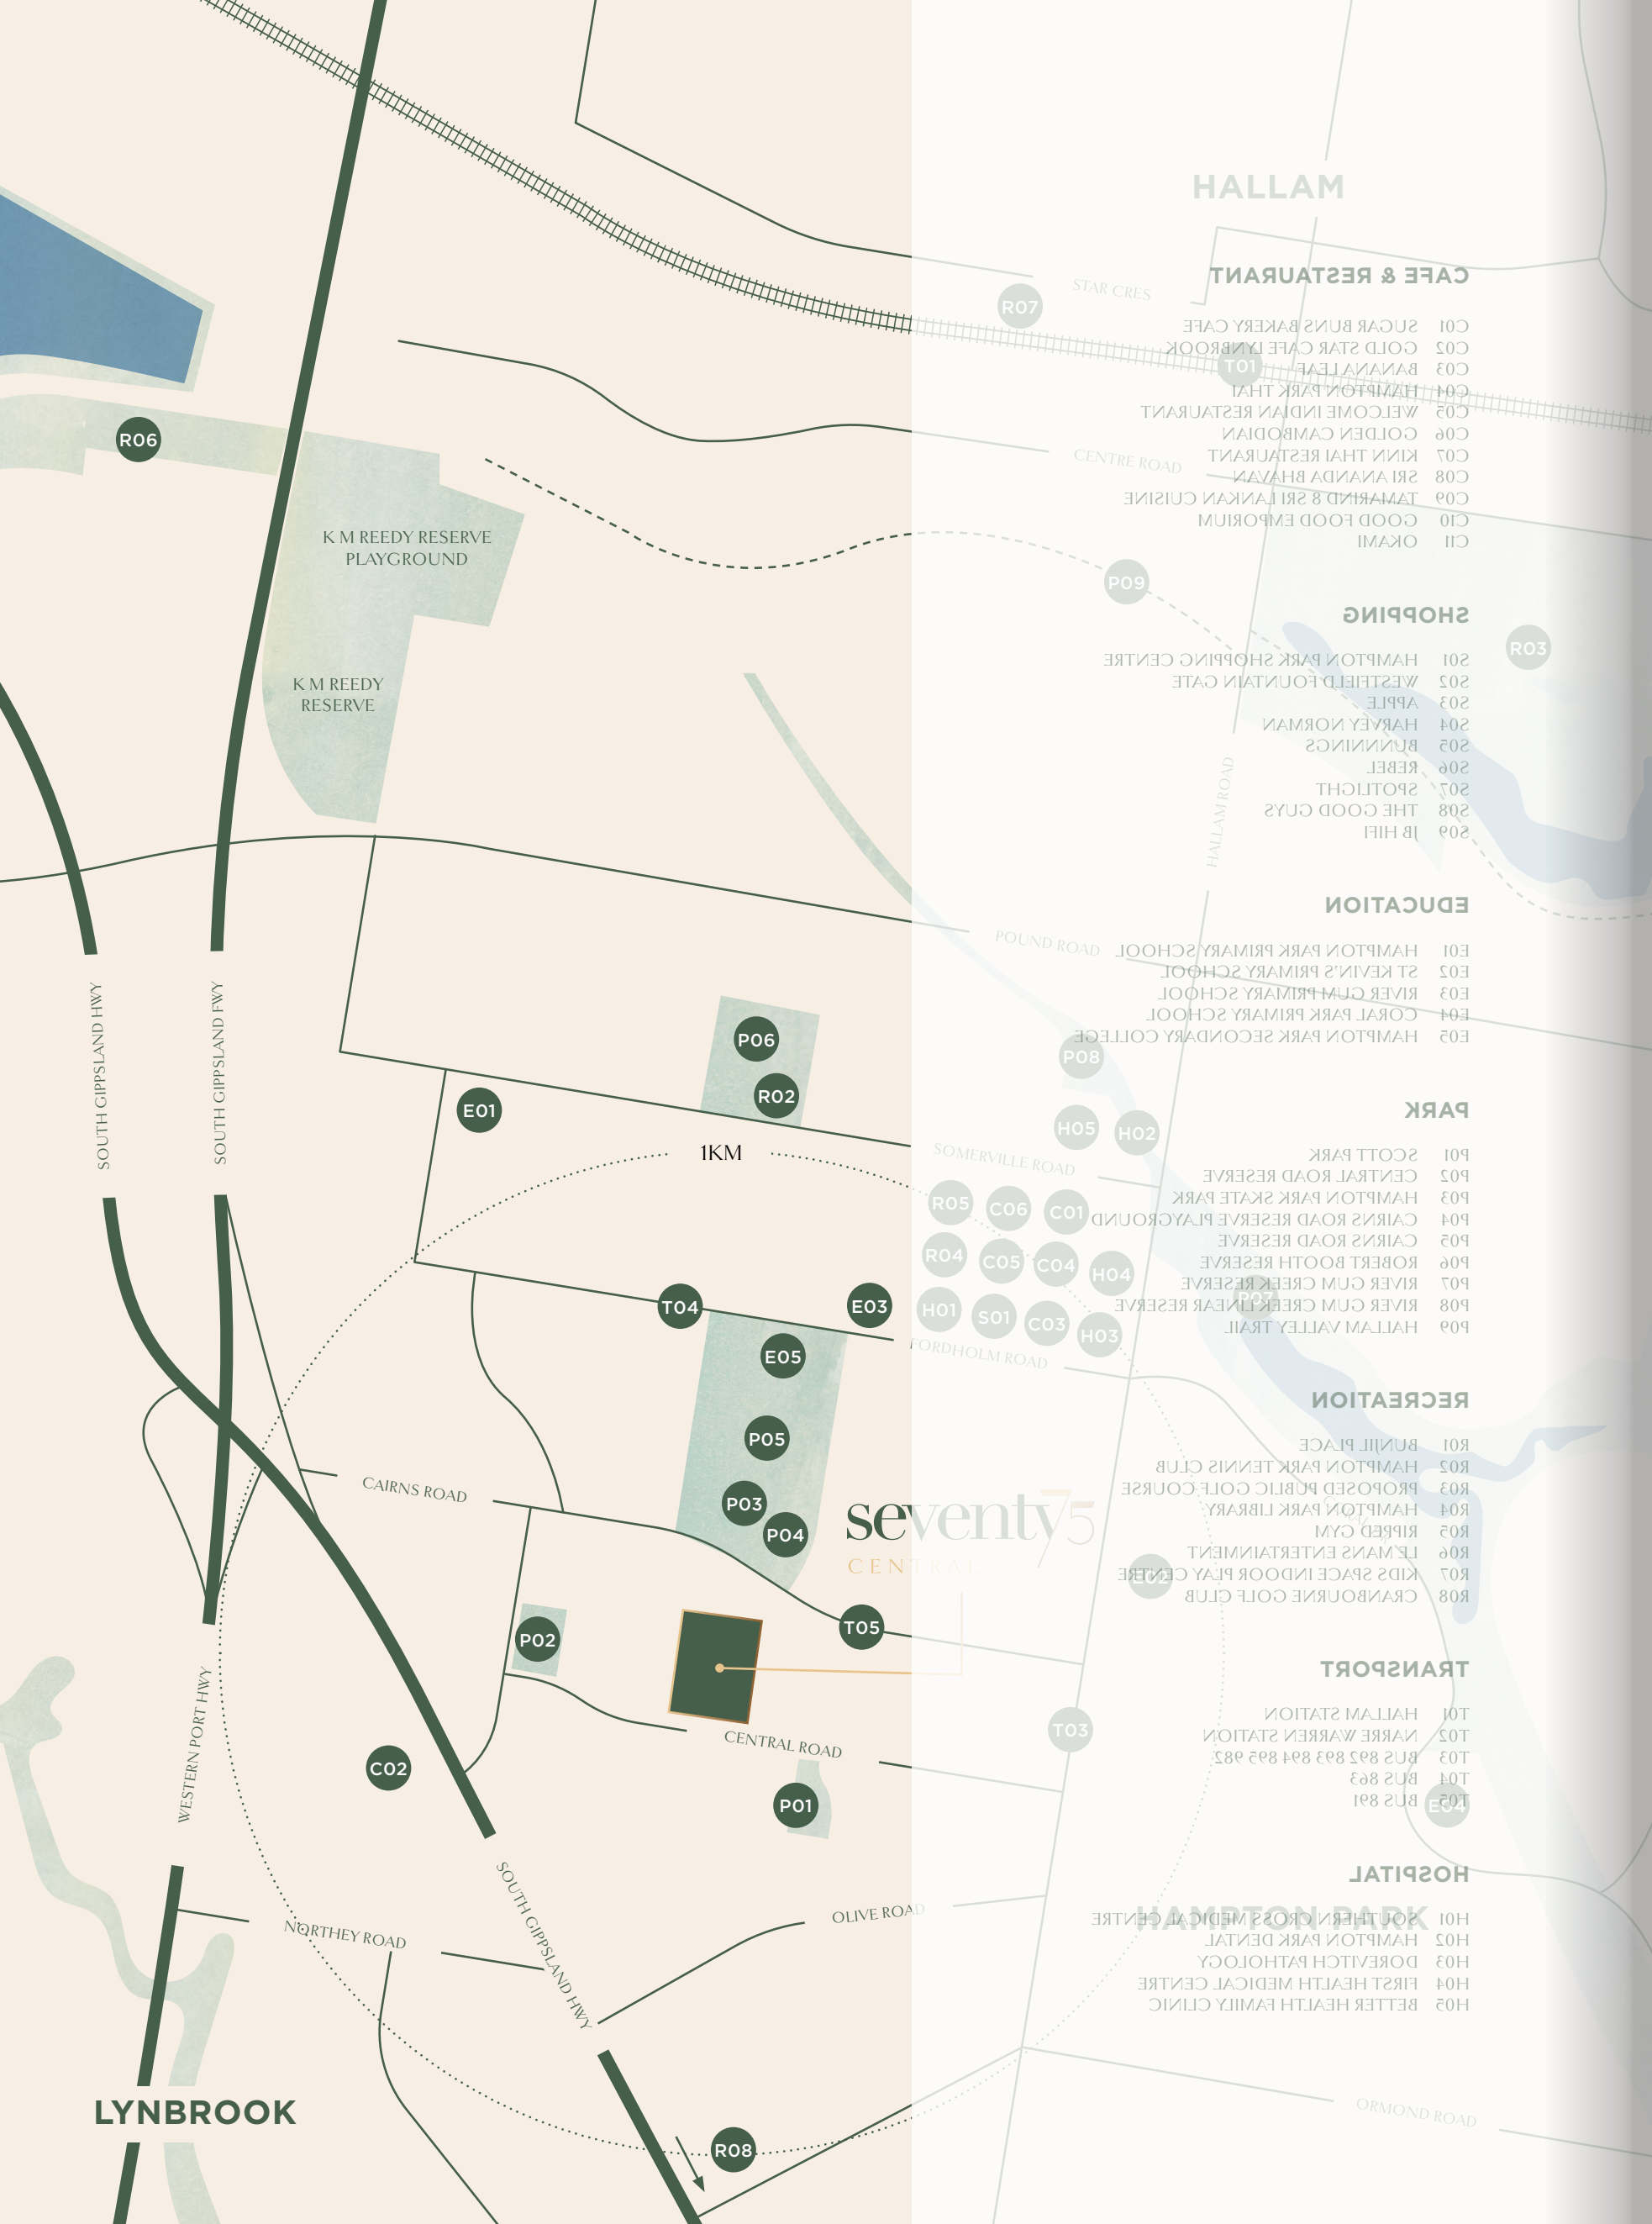 HALLAM
STAR CRES
R07
T01
R06
CENTRE ROAD
K M REEDY RESERVE
PLAYGROUND
P09
R03
K M REEDY
RESERVE
HALLAM ROAD
POUND ROAD
SOUTH GIPPSLAND HWY
SOUTH GIPPSLAND FWY
P06
R02
P08
E01
H05
H02
1KM
SOMERVILLE ROAD
R05
C06
C01
R04
C05
C04
H04
T04
E03
H01
S01
C03
H03
P07
FORDHOLM ROAD
E05
P05
CAIRNS ROAD
P03
P04
seventy75
CENTRAL
E02
T05
P02
WESTERN PORT HWY
CENTRAL ROAD
T03
C02
P01
E04
SOUTH GIPPSLAND HWY
OLIVE ROAD
NORTHEY ROAD
HAMPTON PARK
LYNBROOK
ORMOND ROAD
R08
CAFE & RESTAURANT
C01 SUGAR BUNS BAKERY CAFE
C02 GOLD STAR CAFE LYNBROOK
C03 BANANA LEAF
C04 HAMPTON PARK THAI
C05 WELCOME INDIAN RESTAURANT
C06 GOLDEN CAMBODIAN
C07 KINN THAI RESTAURANT
C08 SRI ANANDA BHAVAN
C09 TAMARIND 8 SRI LANKAN CUISINE
C10 GOOD FOOD EMPORIUM
C11 OKAMI
SHOPPING
S01 HAMPTON PARK SHOPPING CENTRE
S02 WESTFIELD FOUNTAIN GATE
S03 APPLE
S04 HARVEY NORMAN
S05 BUNNNINGS
S06 REBEL
S07 SPOTLIGHT
S08 THE GOOD GUYS
S09 JB HIFI
EDUCATION
E01 HAMPTON PARK PRIMARY SCHOOL
E02 ST KEVIN'S PRIMARY SCHOOL
E03 RIVER GUM PRIMARY SCHOOL
E04 CORAL PARK PRIMARY SCHOOL
E05 HAMPTON PARK SECONDARY COLLEGE
PARK
P01 SCOTT PARK
P02 CENTRAL ROAD RESERVE
P03 HAMPTON PARK SKATE PARK
P04 CAIRNS ROAD RESERVE PLAYGROUND
P05 CAIRNS ROAD RESERVE
P06 ROBERT BOOTH RESERVE
P07 RIVER GUM CREEK RESERVE
P08 RIVER GUM CREEK LINEAR RESERVE
P09 HALLAM VALLEY TRAIL
RECREATION
R01 BUNJIL PLACE
R02 HAMPTON PARK TENNIS CLUB
R03 PROPOSED PUBLIC GOLF COURSE
R04 HAMPTON PARK LIBRARY
R05 RIPPED GYM
R06 LE MANS ENTERTAINMENT
R07 KIDS SPACE INDOOR PLAY CENTRE
R08 CRANBOURNE GOLF CLUB
TRANSPORT
T01 HALLAM STATION
T02 NARRE WARREN STATION
T03 BUS 892 893 894 895 982
T04 BUS 863
T05 BUS 891
HOSPITAL
H01 SOUTHERN CROSS MEDICAL CENTRE
H02 HAMPTON PARK DENTAL
H03 DOREVITCH PATHOLOGY
H04 FIRST HEALTH MEDICAL CENTRE
H05 BETTER HEALTH FAMILY CLINIC